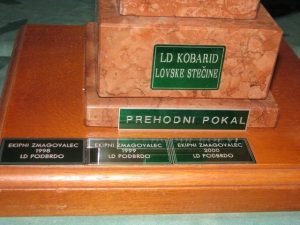 LD KOBARID
LOVSKE STEČINE
PREHODNI POKAL
EKIPNI ZMAGOVALEC
1998
LD PODBRDO
EKIPNI ZMAGOVALEC
1999
LD PODBRDO
EKIPNI ZMAGOVALEC
2000
LD PODBRDO